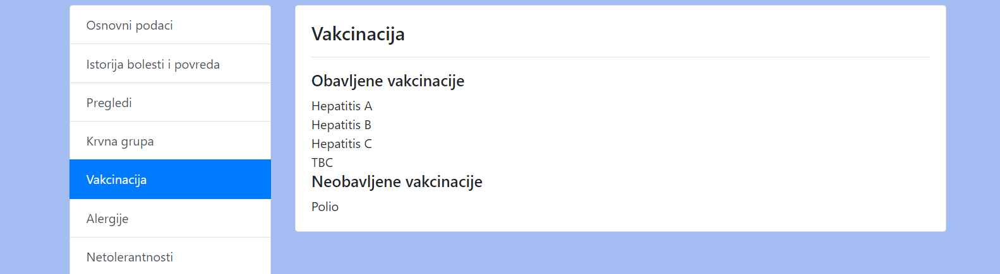 Osnovni podaci
Istorija bolesti i povreda
Pregledi
Krvna grupa
Vakcinacija
Alergije
Netolerantnosti
Vakcinacija
Obavljene vakcinacije
Hepatitis A
Hepatitis B
Hepatitis C
TBC
Neobavljene vakcinacije
Polio